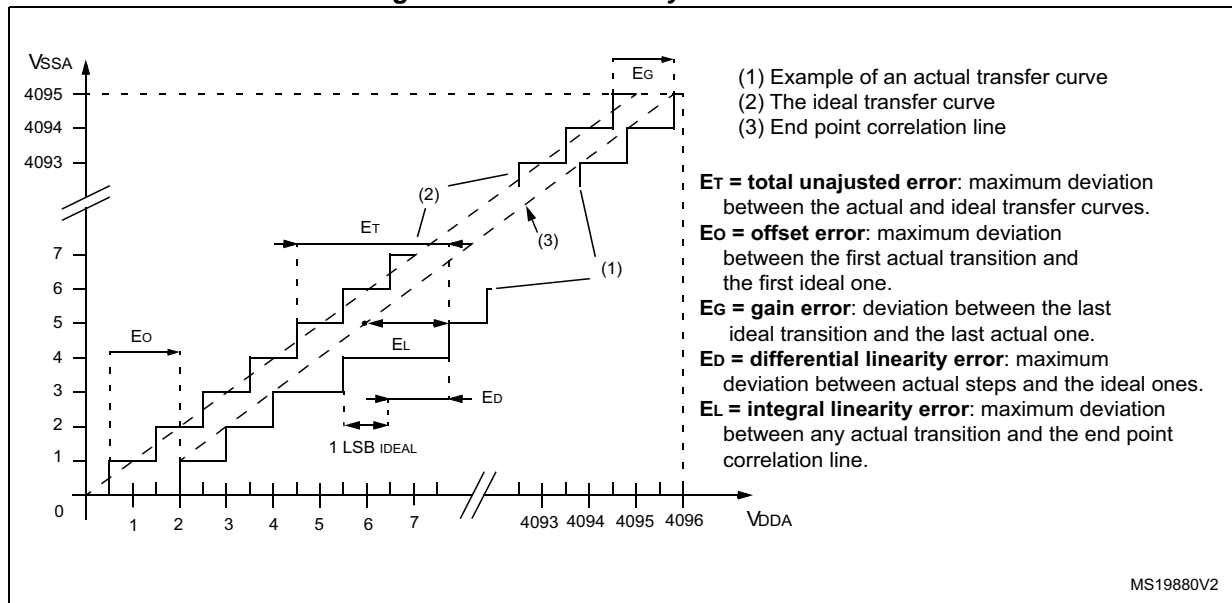 VSSA
EG
4095
4094
4093
(1) Example of an actual transfer curve
(2) The ideal transfer curve
(3) End point correlation line
ET = total unajusted error: maximum deviation
between the actual and ideal transfer curves.
EO = offset error: maximum deviation
between the first actual transition and
the first ideal one.
EG = gain error: deviation between the last
ideal transition and the last actual one.
ED = differential linearity error: maximum
deviation between actual steps and the ideal ones.
EL = integral linearity error: maximum deviation
between any actual transition and the end point
correlation line.
(2)
ET
(3)
(1)
7
6
5
4
3
2
1
0
EO
EL
ED
1 LSB IDEAL
1 2 3 4 5 6 7 4093 4094 4095 4096
VDDA
MS19880V2